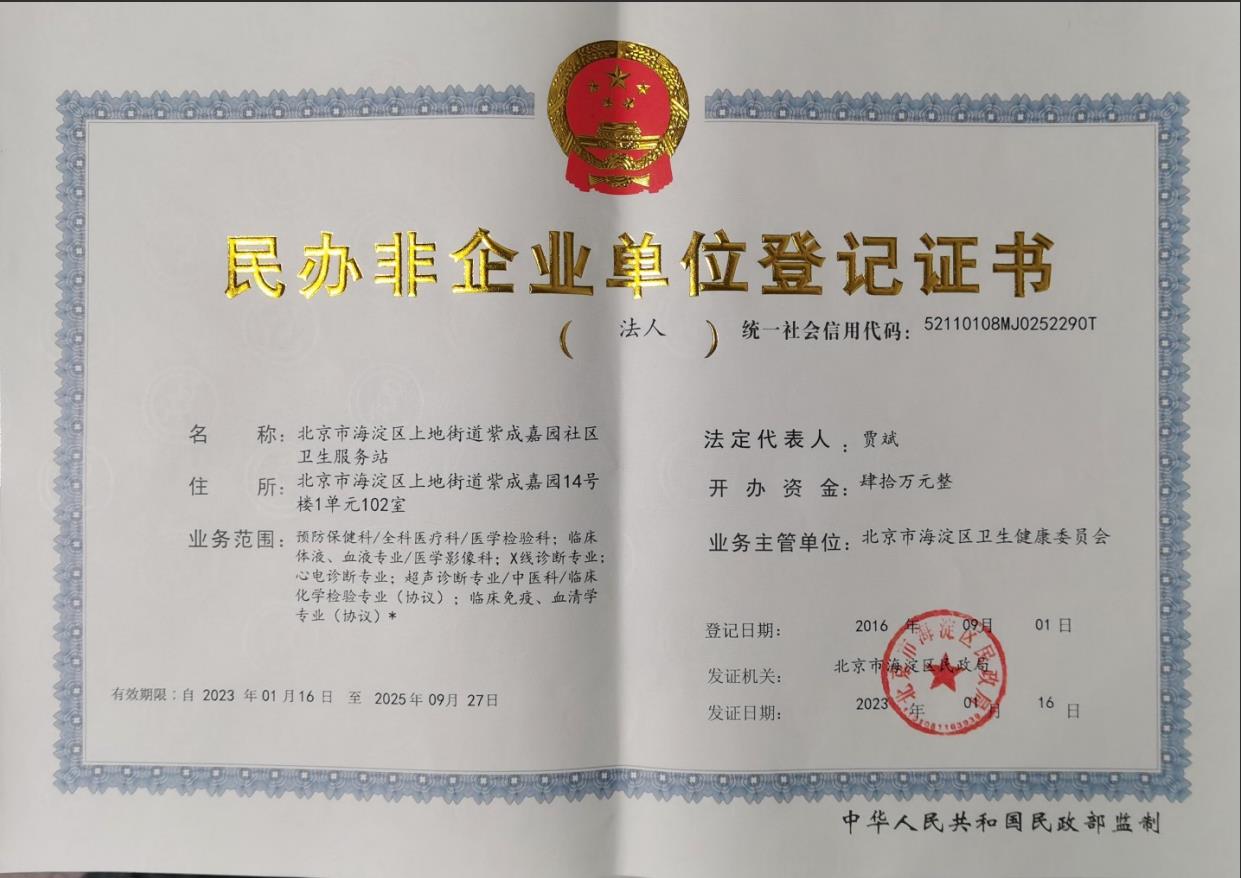 民办非企业单位登记证书
（法人）
统一社会信用代码：52110108MJ0252290T
名称：北京市海淀区上地街道紫成嘉园社区
卫生服务站
住所：北京市海淀区上地街道紫成嘉园14号
楼1单元102室
业务范围：预防保健科/全科医疗科/医学检验科；临床
体液、血液专业/医学影像科；X线诊断专业；
心电诊断专业；超声诊断专业/中医科/临床
化学检验专业（协议）；临床免疫、血清学
专业（协议）*
有效期限：自 2023 年 01 月 16 日 至 2025 年 09 月 27 日
法定代表人：贾斌
开办资金：肆拾万元整
业务主管单位：北京市海淀区卫生健康委员会
登记日期：2016 年 09 月 01 日
发证机关：北京市海淀区民政局
发证日期：2023 年 01 月 16 日
北京市海淀区民政局
中华人民共和国民政部监制